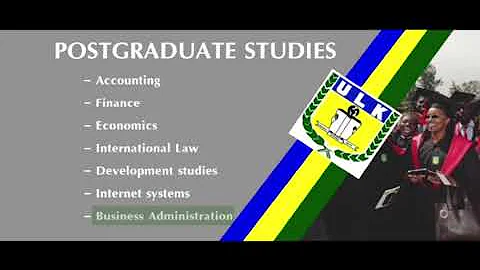 POSTGRADUATE STUDIES
– Accounting
– Finance
– Economics
– International Law
– Development studies
– Internet systems
– Business Administration
ULK